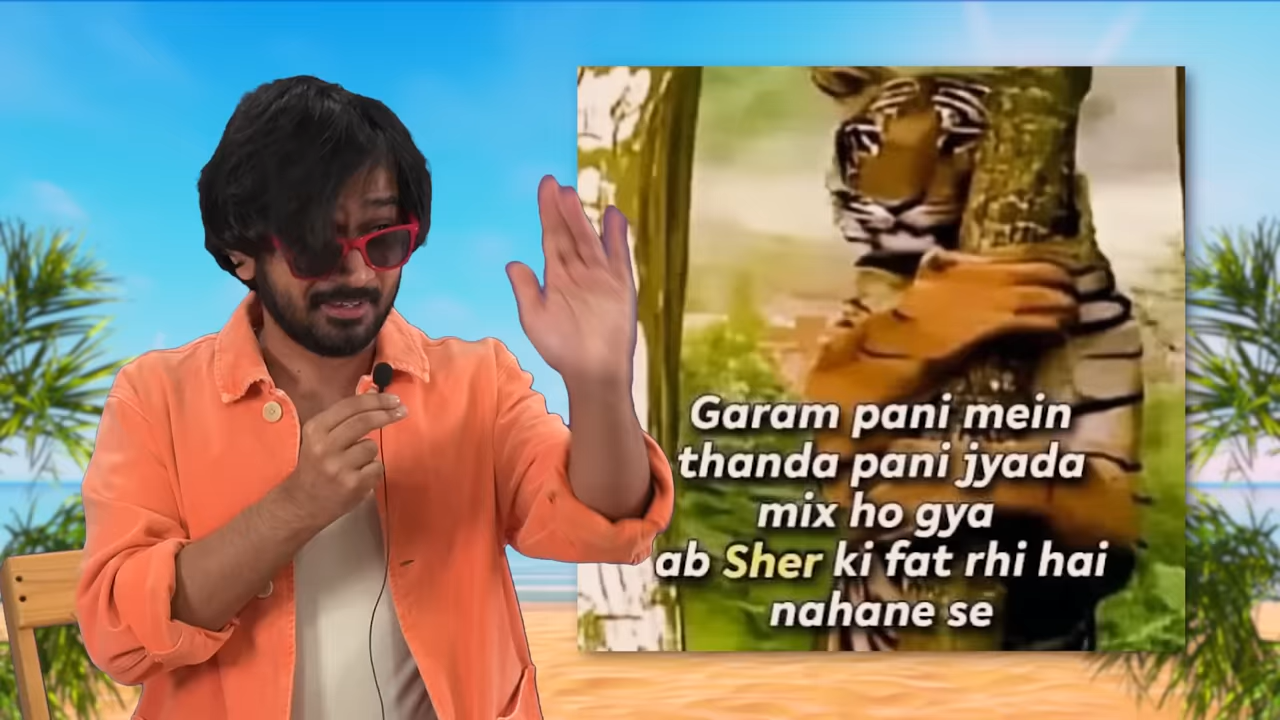 Garam pani mein
thanda pani jyada
mix ho gya
ab Sher ki fat rhi hai
nahane se